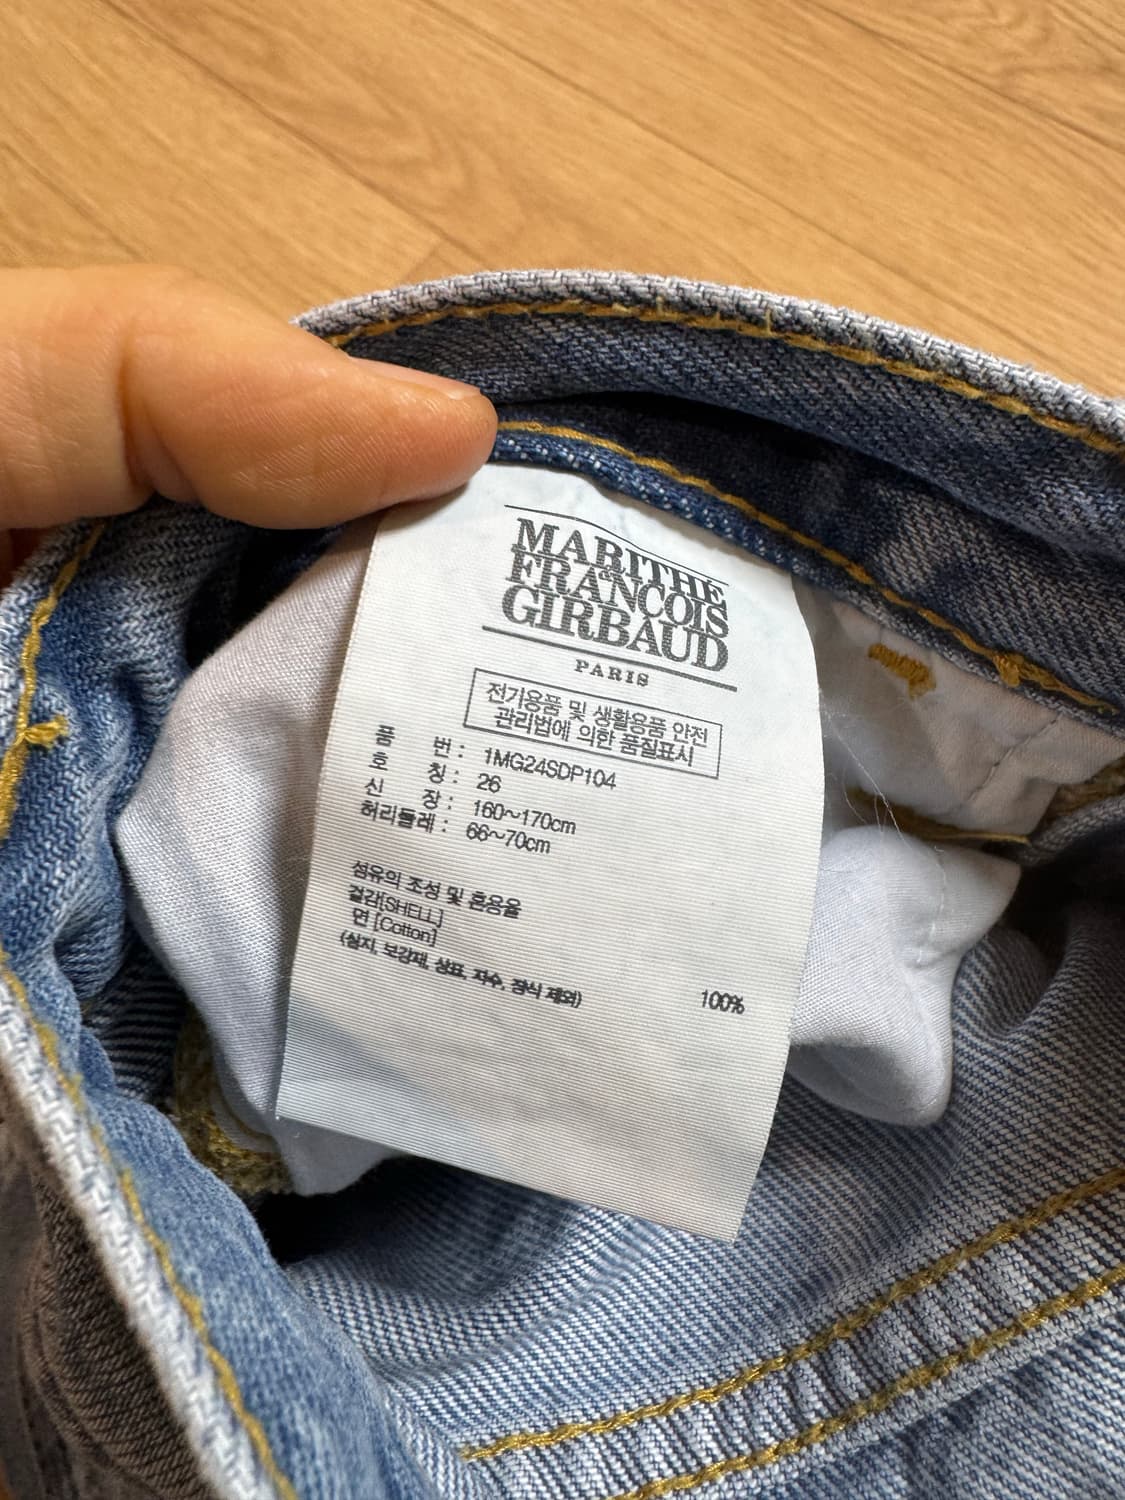 MARITHÉ
FRANCOIS
GIRBAUD
PARIS
전기용품 및 생활용품 안전
관리법에 의한 품질표시
품 번 : 1MG24SDP104
호 칭 : 26
신 장 : 160~170cm
허리둘레 : 66~70cm
섬유의 조성 및 혼용율
겉감[SHELL]
면 [Cotton] 100%
(심지, 보강재, 상표, 자수, 장식 제외)